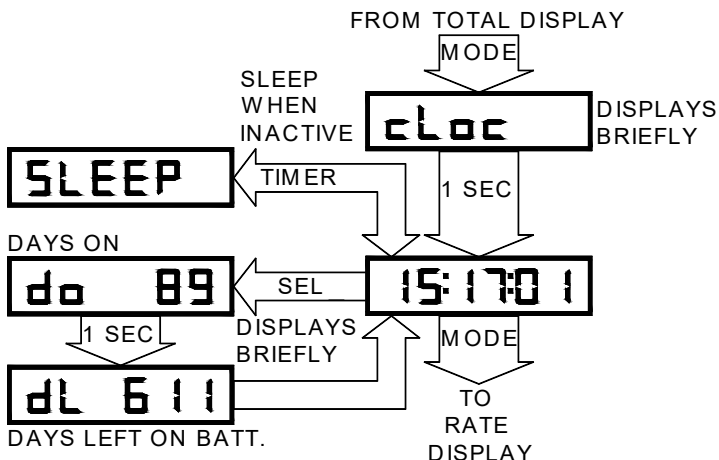 FROM TOTAL DISPLAY
MODE
SLEEP
WHEN
INACTIVE
cLoc
DISPLAYS
BRIEFLY
SLEEP
TIMER
1 SEC
DAYS ON
do 89
SEL
15:17:01
1 SEC
DISPLAYS
BRIEFLY
MODE
dL 611
DAYS LEFT ON BATT.
TO
RATE
DISPLAY